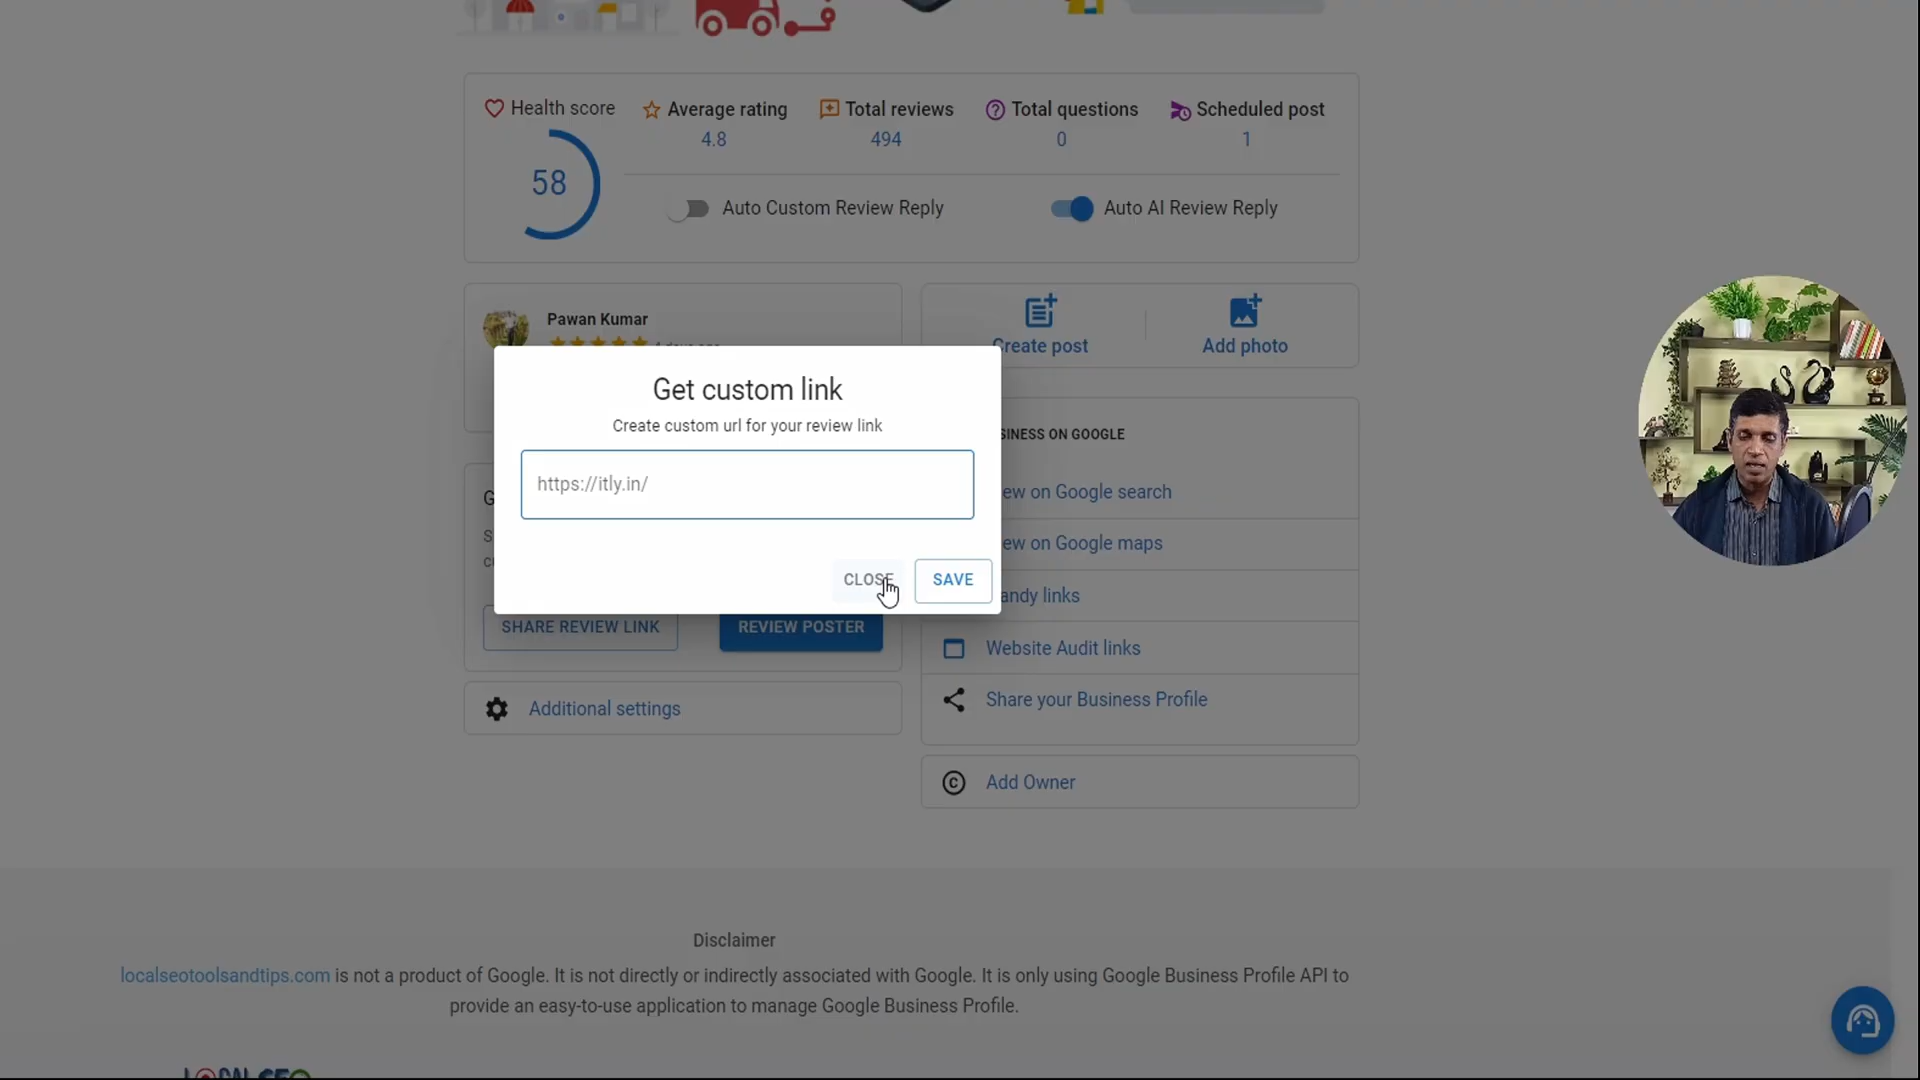 Health score
Average rating
Total reviews
Total questions
Scheduled post
58
4.8
494
0
1
Auto Custom Review Reply
Auto AI Review Reply
Pawan Kumar
Create post
Add photo
Get custom link
Create custom url for your review link
https://itly.in/
CLOSE
SAVE
SINESS ON GOOGLE
ew on Google search
ew on Google maps
andy links
Website Audit links
Share your Business Profile
Add Owner
G
S
SHARE REVIEW LINK
REVIEW POSTER
Additional settings
Disclaimer
localseotoolsandtips.com is not a product of Google. It is not directly or indirectly associated with Google. It is only using Google Business Profile API to
provide an easy-to-use application to manage Google Business Profile.